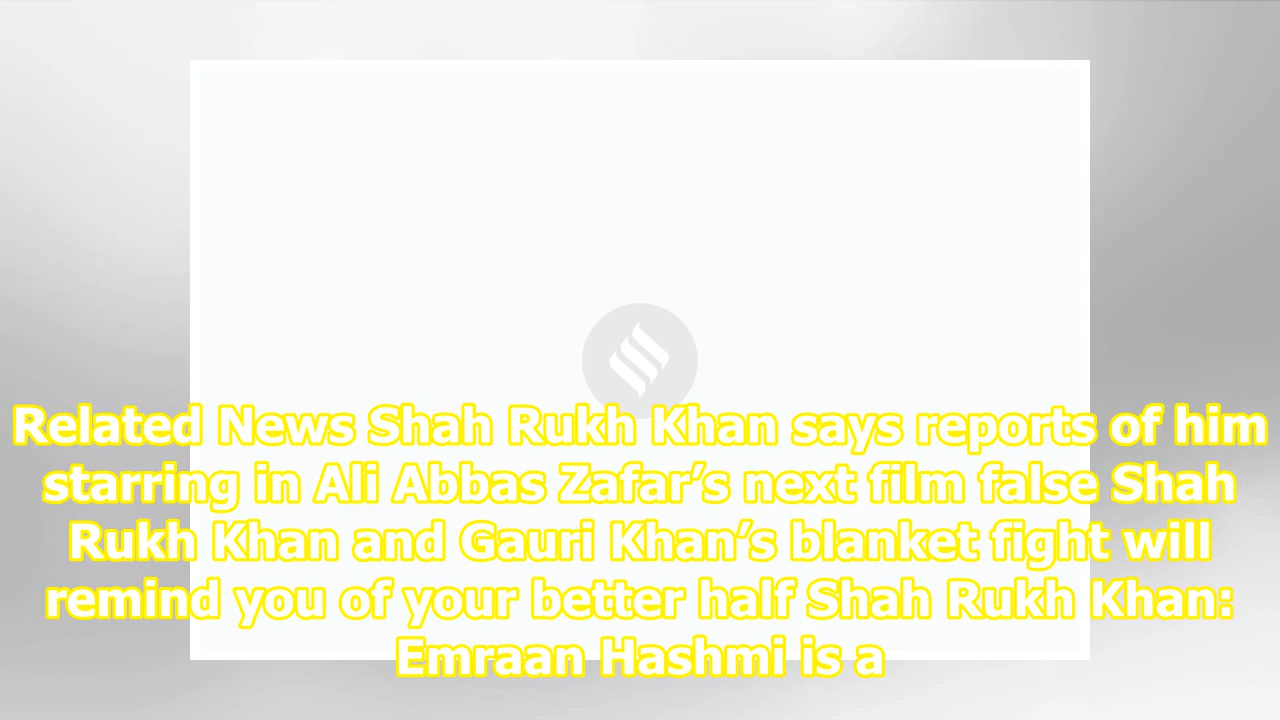 Related News Shah Rukh Khan says reports of him
starring in Ali Abbas Zafar’s next film false Shah
Rukh Khan and Gauri Khan’s blanket fight will
remind you of your better half Shah Rukh Khan:
Emraan Hashmi is a